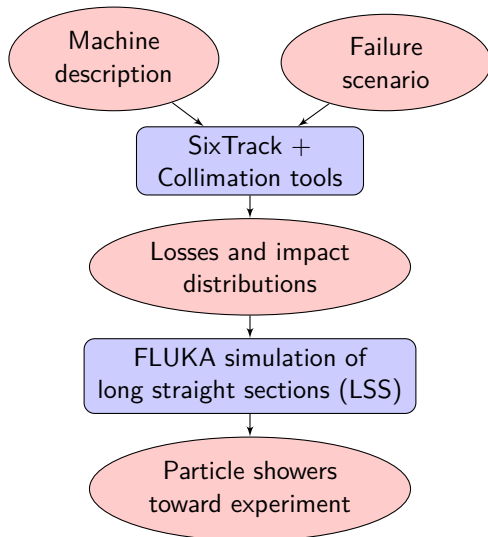 Machine
description
Failure
scenario
SixTrack +
Collimation tools
Losses and impact
distributions
FLUKA simulation of
long straight sections (LSS)
Particle showers
toward experiment